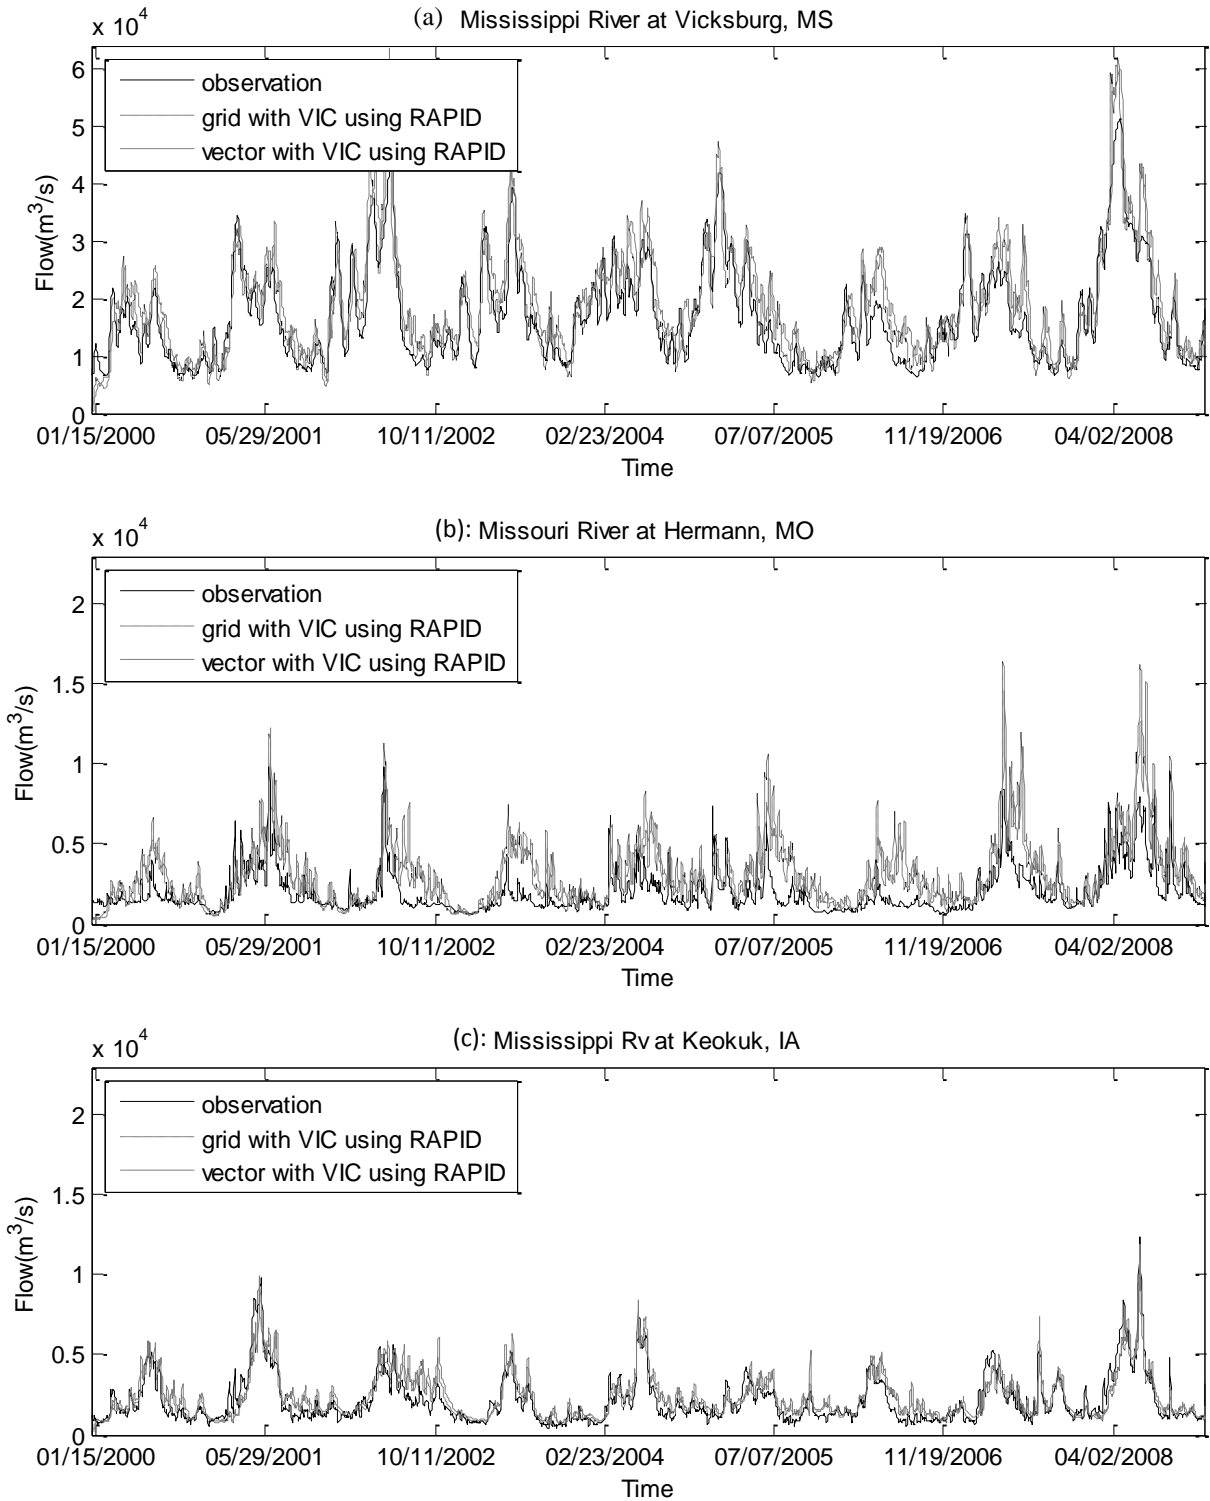 (a) Mississippi River at Vicksburg, MS
x 10^4
observation
grid with VIC using RAPID
vector with VIC using RAPID
Flow(m^3/s)
6
5
4
3
2
1
0
01/15/2000 05/29/2001 10/11/2002 02/23/2004 07/07/2005 11/19/2006 04/02/2008
Time
(b): Missouri River at Hermann, MO
x 10^4
observation
grid with VIC using RAPID
vector with VIC using RAPID
Flow(m^3/s)
2
1.5
1
0.5
0
01/15/2000 05/29/2001 10/11/2002 02/23/2004 07/07/2005 11/19/2006 04/02/2008
Time
(c): Mississippi Rv at Keokuk, IA
x 10^4
observation
grid with VIC using RAPID
vector with VIC using RAPID
Flow(m^3/s)
2
1.5
1
0.5
0
01/15/2000 05/29/2001 10/11/2002 02/23/2004 07/07/2005 11/19/2006 04/02/2008
Time